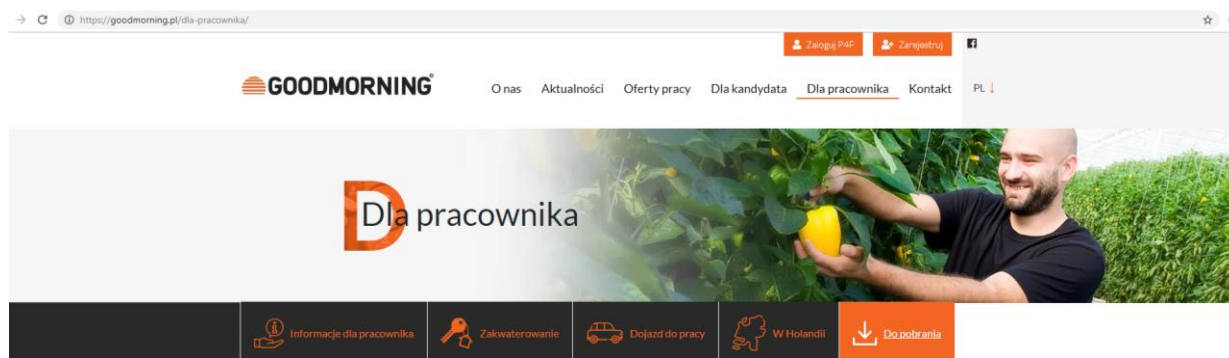 https://goodmorning.pl/dla-pracownika/
Zaloguj P4F Zarejestruj
GOODMORNING®
O nas Aktualności Oferty pracy Dla kandydata Dla pracownika Kontakt PL
Dla pracownika
Informacje dla pracownika Zakwaterowanie Dojazd do pracy W Holandii Do pobrania